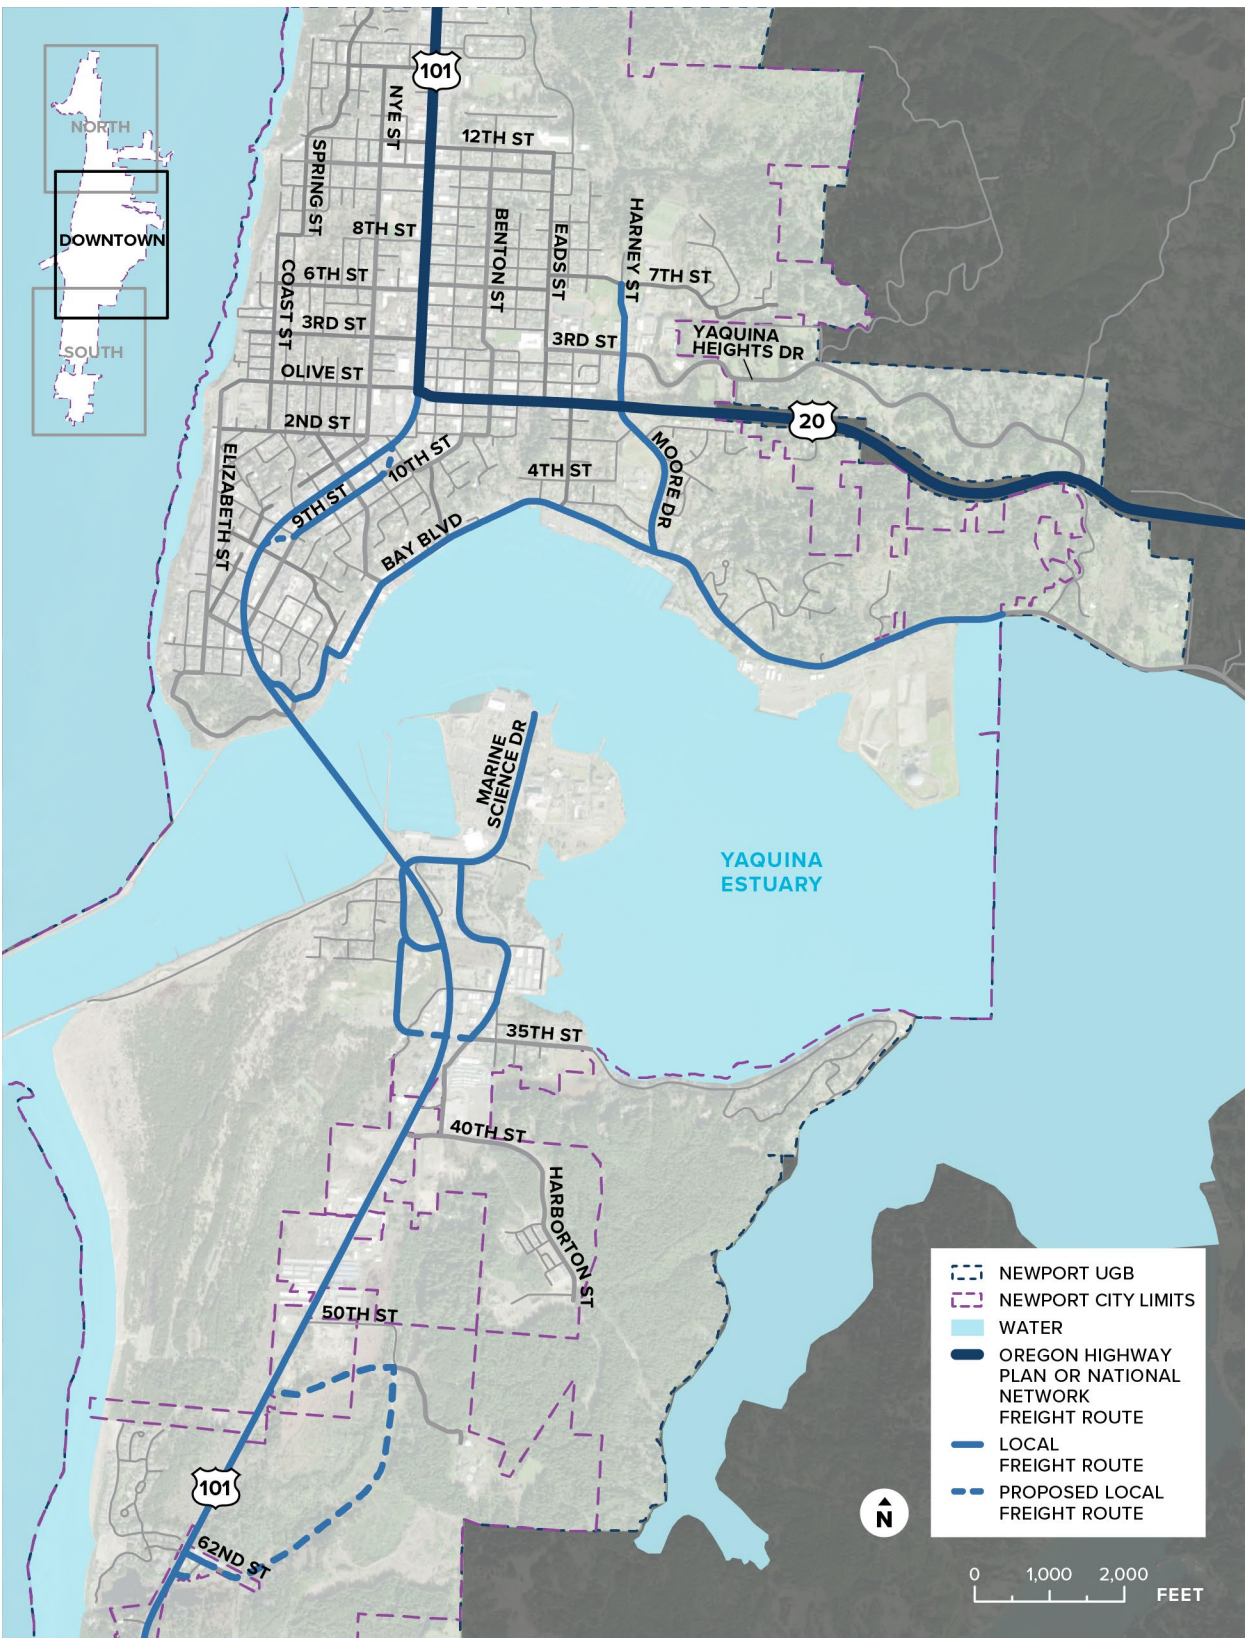 NORTH
DOWNTOWN
SOUTH
101
NYE ST
12TH ST
SPRING ST
8TH ST
BENTON ST
EADS ST
HARNEY ST
7TH ST
COAST ST
6TH ST
3RD ST
3RD ST
YAQUINA
HEIGHTS DR
OLIVE ST
2ND ST
20
ELIZABETH ST
10TH ST
4TH ST
MOORE DR
9TH ST
BAY BLVD
MARINE
SCIENCE DR
YAQUINA
ESTUARY
35TH ST
40TH ST
HARBORTON ST
50TH ST
101
62ND ST
NEWPORT UGB
NEWPORT CITY LIMITS
WATER
OREGON HIGHWAY
PLAN OR NATIONAL
NETWORK
FREIGHT ROUTE
LOCAL
FREIGHT ROUTE
PROPOSED LOCAL
FREIGHT ROUTE
N
0 1,000 2,000
FEET